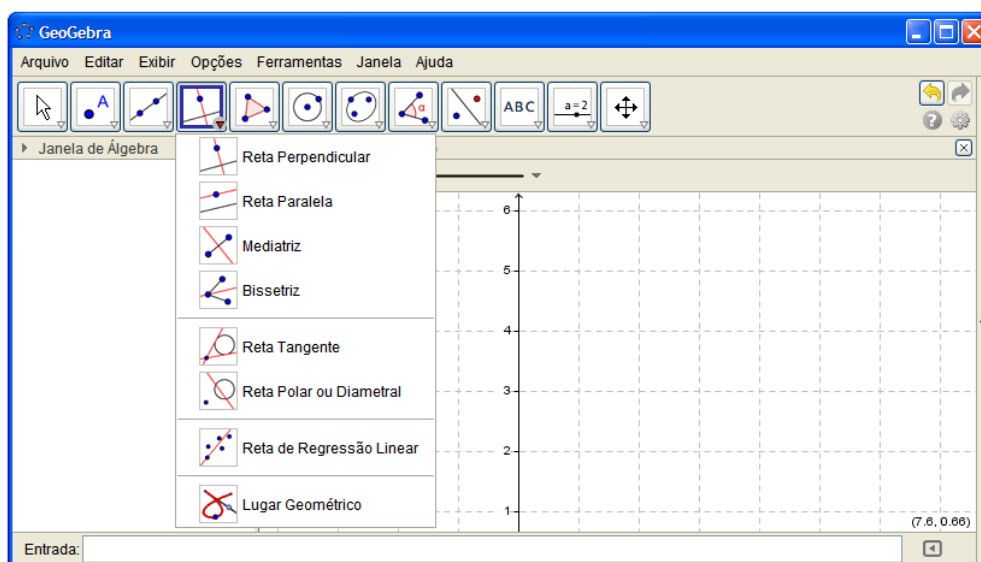 GeoGebra
Arquivo Editar Exibir Opções Ferramentas Janela Ajuda
A
α
ABC
a=2
Janela de Álgebra
Reta Perpendicular
Reta Paralela
Mediatriz
Bissetriz
Reta Tangente
Reta Polar ou Diametral
Reta de Regressão Linear
Lugar Geométrico
6
5
4
3
2
1
(7.6, 0.66)
Entrada: